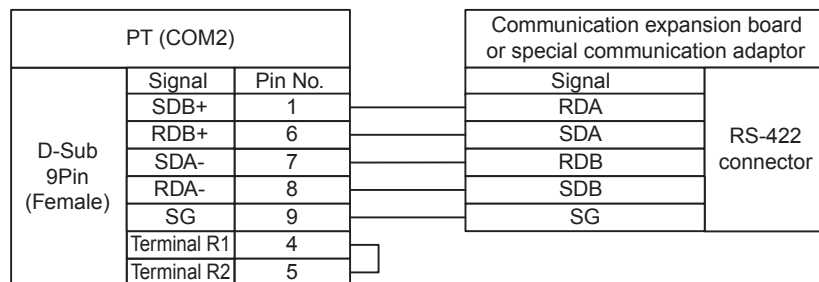 PT (COM2)
Communication expansion board
or special communication adaptor
Signal Pin No.
Signal
SDB+ 1 RDA
RDB+ 6 SDA
SDA- 7 RDB
RDA- 8 SDB
SG 9 SG
Terminal R1 4
Terminal R2 5
D-Sub
9Pin
(Female)
RS-422
connector